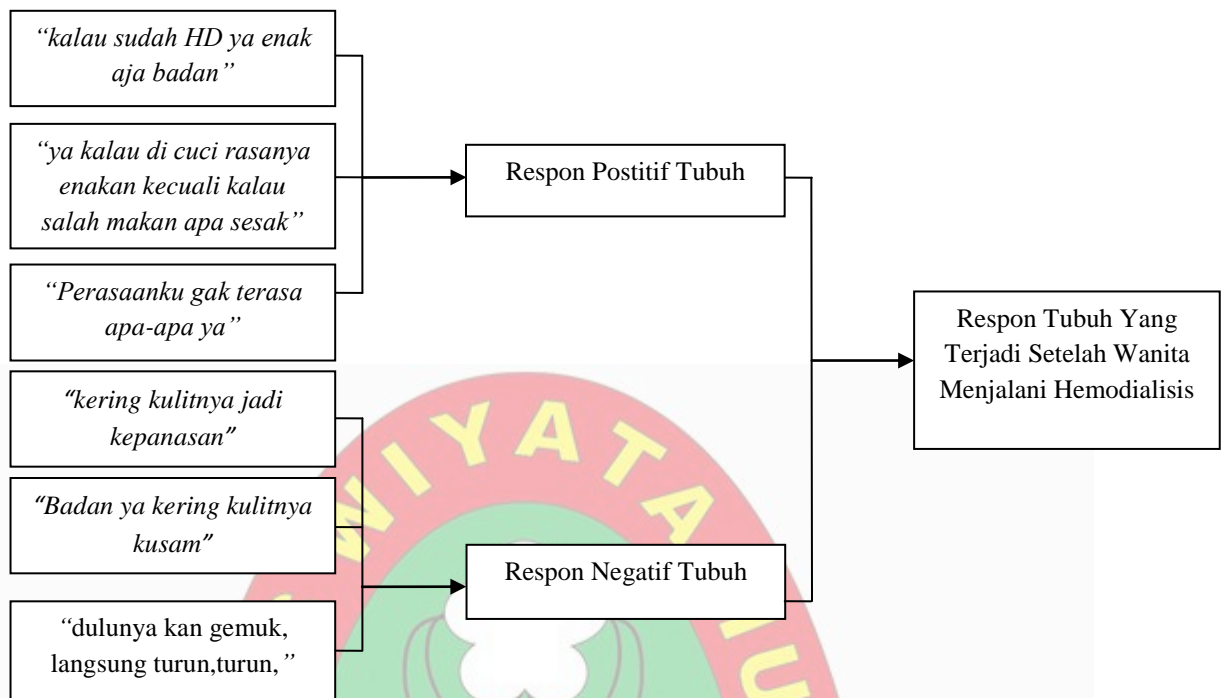 “kalau sudah HD ya enak
aja badan”
“ya kalau di cuci rasanya
enakan kecuali kalau
salah makan apa sesak”
“Perasaanku gak terasa
apa-apa ya”
“kering kulitnya jadi
kepanasan”
“Badan ya kering kulitnya
kusam”
“dulunya kan gemuk,
langsung turun,turun,”
Respon Postitif Tubuh
Respon Negatif Tubuh
Respon Tubuh Yang
Terjadi Setelah Wanita
Menjalani Hemodialisis
WIYATA